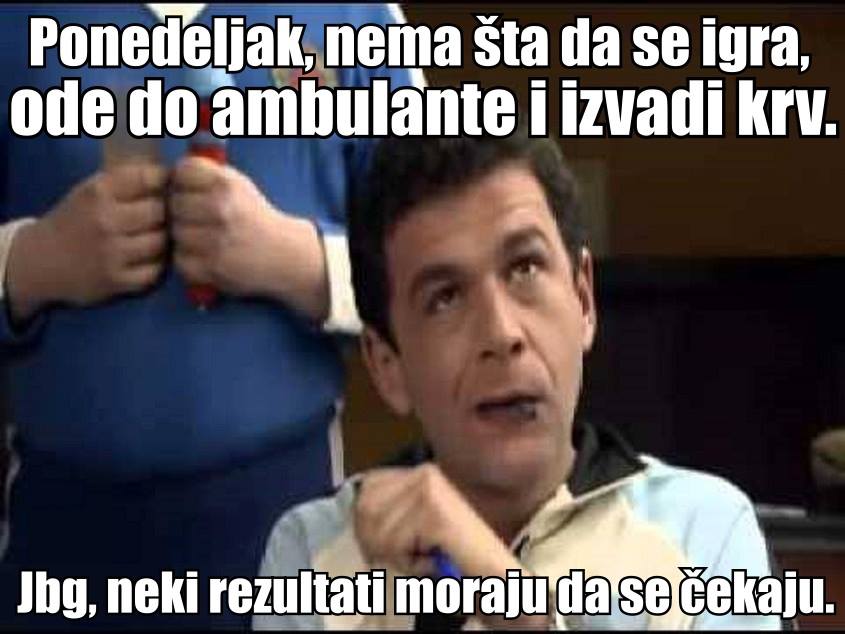 Ponedeljak, nema šta da se igra,
ode do ambulante i izvadi krv.
Jbg, neki rezultati moraju da se čekaju.